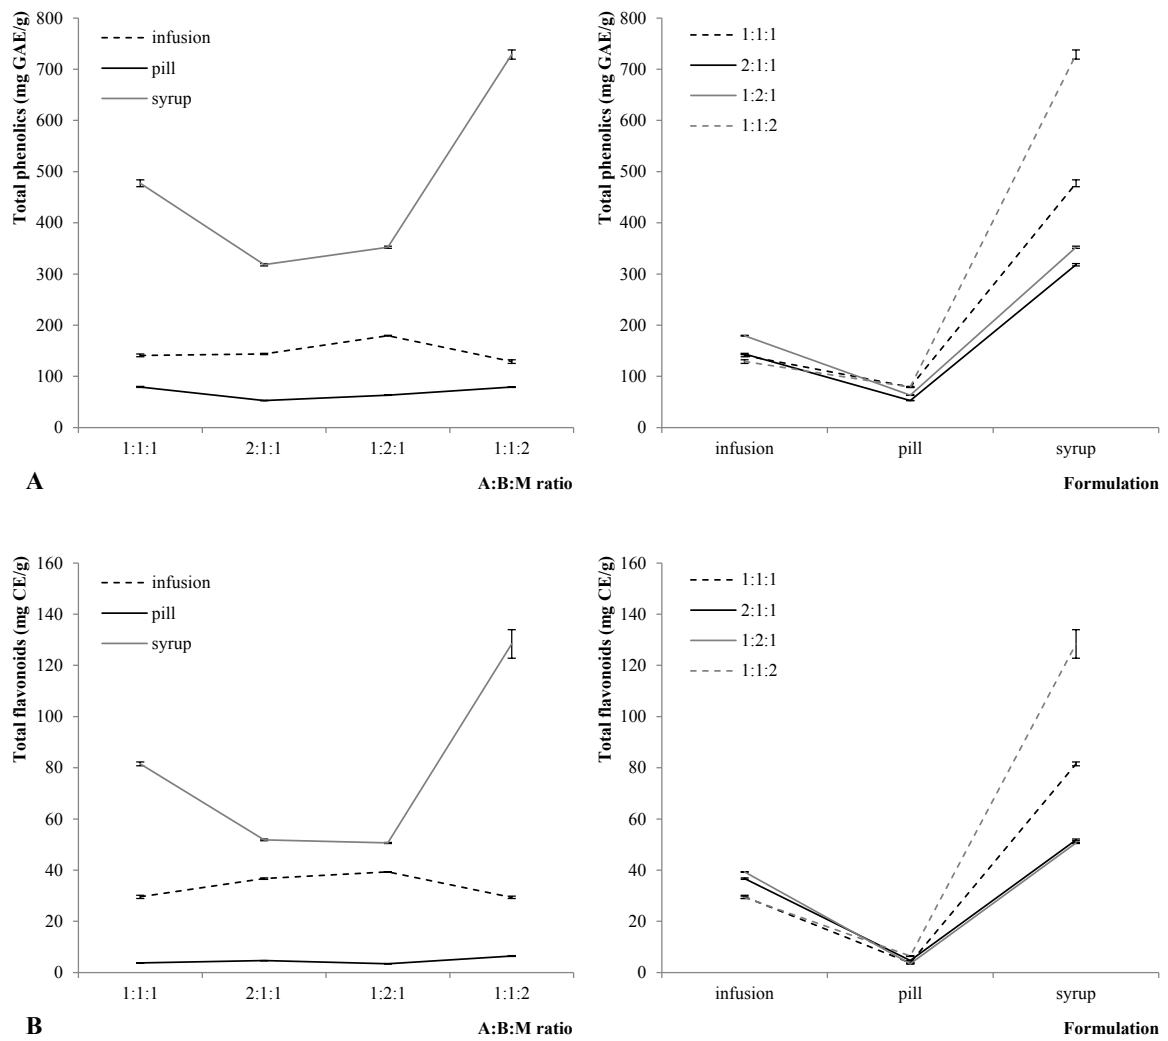 Total phenolics (mg GAE/g)
800
700
600
500
400
300
200
100
0
infusion
pill
syrup
1:1:1 2:1:1 1:2:1 1:1:2
A:B:M ratio
A
Total phenolics (mg GAE/g)
800
700
600
500
400
300
200
100
0
1:1:1
2:1:1
1:2:1
1:1:2
infusion pill syrup
Formulation
Total flavonoids (mg CE/g)
160
140
120
100
80
60
40
20
0
infusion
pill
syrup
1:1:1 2:1:1 1:2:1 1:1:2
A:B:M ratio
B
Total flavonoids (mg CE/g)
160
140
120
100
80
60
40
20
0
1:1:1
2:1:1
1:2:1
1:1:2
infusion pill syrup
Formulation